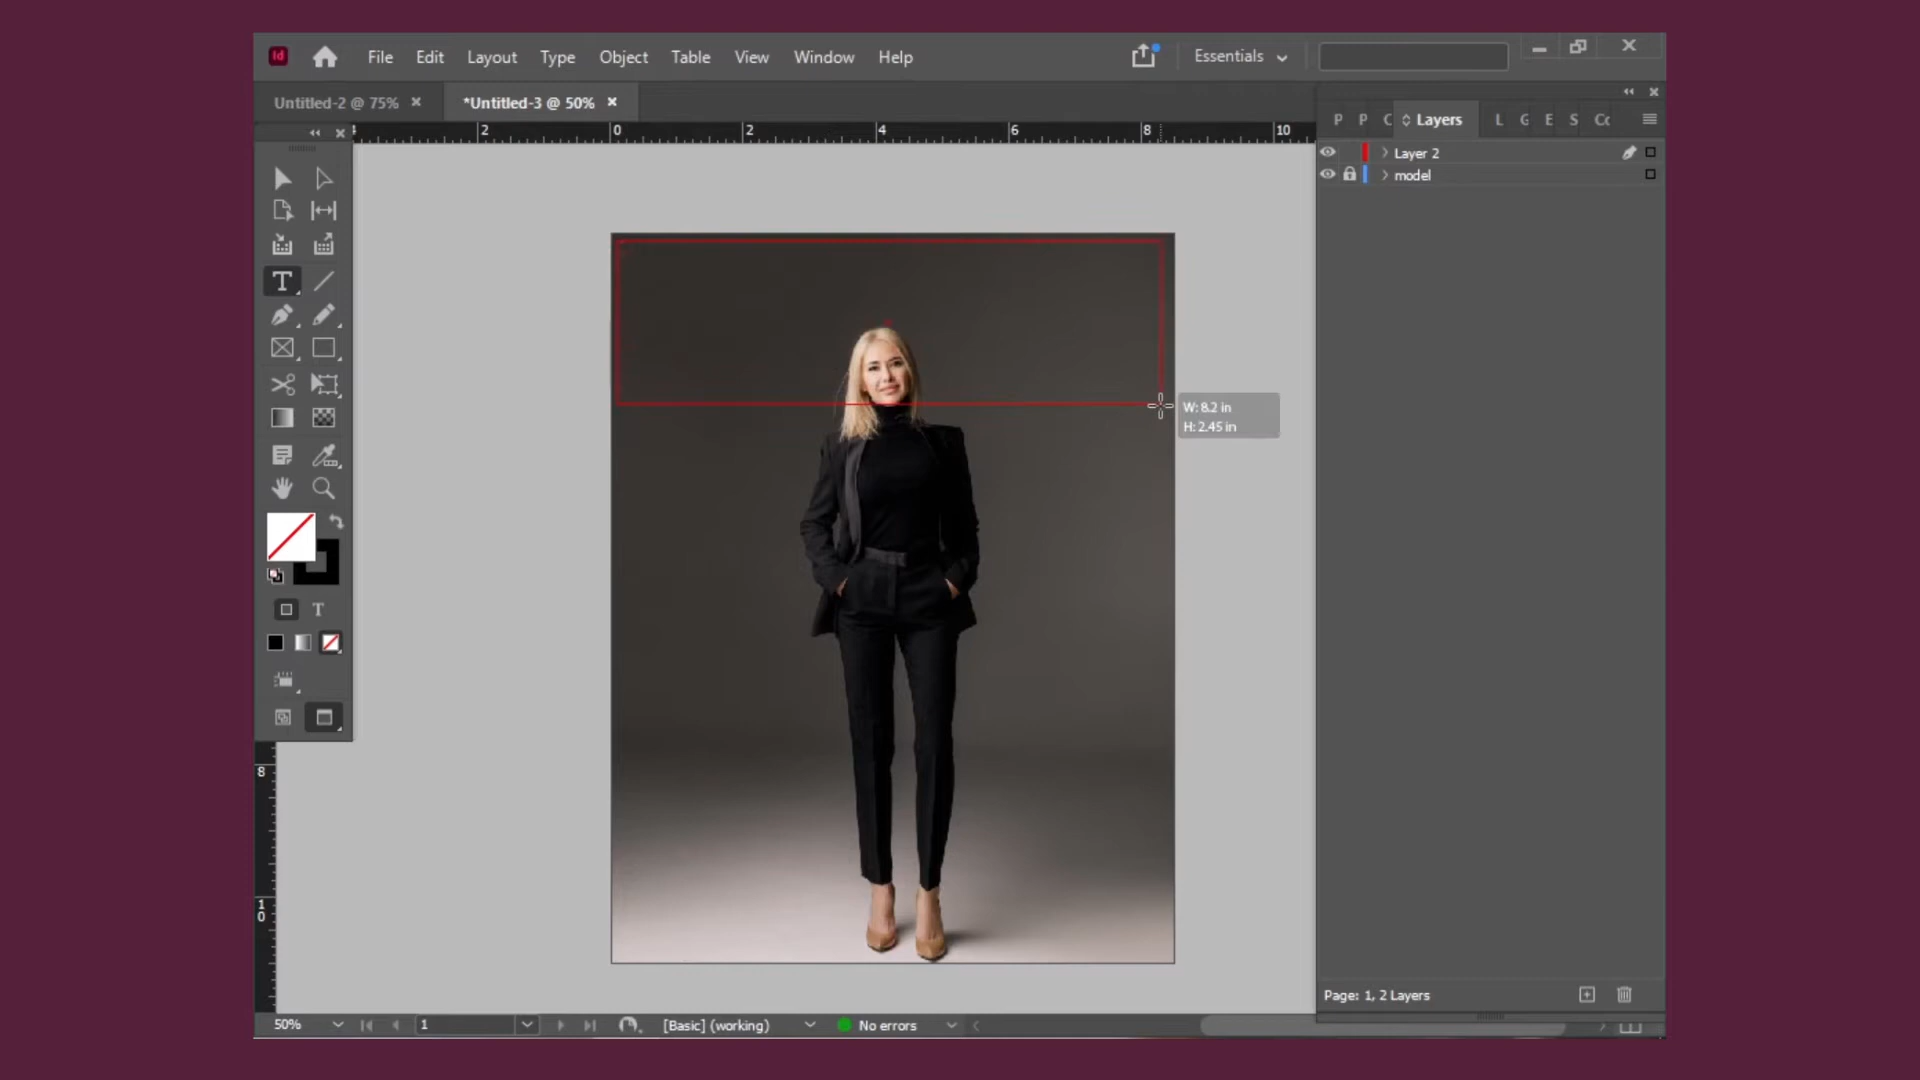 Id File Edit Layout Type Object Table View Window Help Essentials
Untitled-2 @ 75% × *Untitled-3 @ 50% ×
2 0 2 4 6 8 10
P P C Layers L G E S Cc
Layer 2
model
T
W: 8.2 in
H: 2.45 in
T
8
10
Page: 1, 2 Layers
50% 1 [Basic] (working) No errors